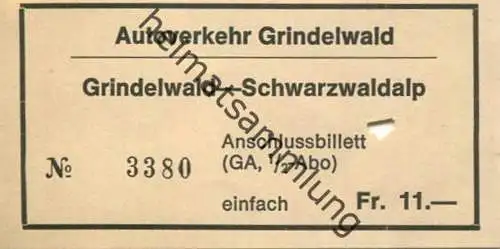 Autoverkehr Grindelwald
Grindelwald—Schwarzwaldalp
Anschlussbillett
№ 3380 (GA, ½-Abo)
einfach Fr. 11.—
heimatsammlung